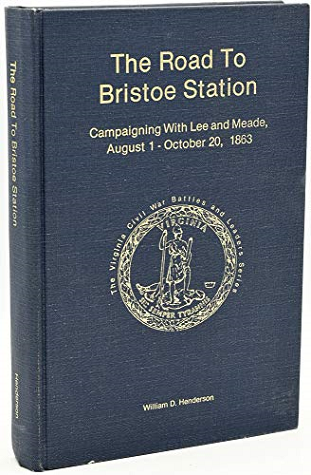 The Road To
Bristoe Station
Campaigning With Lee and Meade,
August 1 - October 20, 1863
The Virginia Civil War Battles and Leaders Series
VIRGINIA
SIC SEMPER TYRANNIS
William D. Henderson
The Road To Bristoe Station
Henderson